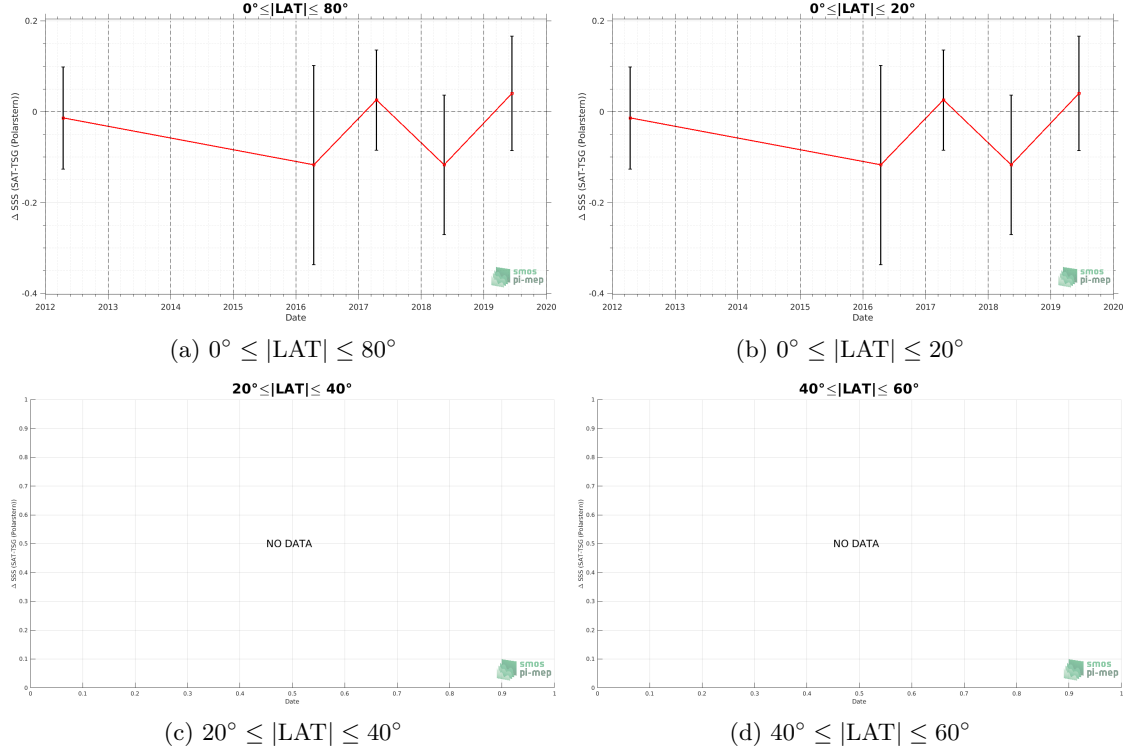 0°≤|LAT|≤ 80°
0.2
0
-0.2
-0.4
Δ SSS (SAT-TSG (Polarstern))
2012 2013 2014 2015 2016 2017 2018 2019 2020
Date
smos
pi-mep
(a) 0° ≤ |LAT| ≤ 80°
0°≤|LAT|≤ 20°
0.2
0
-0.2
-0.4
Δ SSS (SAT-TSG (Polarstern))
2012 2013 2014 2015 2016 2017 2018 2019 2020
Date
smos
pi-mep
(b) 0° ≤ |LAT| ≤ 20°
20°≤|LAT|≤ 40°
1
0.9
0.8
0.7
0.6
0.5
0.4
0.3
0.2
0.1
0
Δ SSS (SAT-TSG (Polarstern))
NO DATA
0 0.1 0.2 0.3 0.4 0.5 0.6 0.7 0.8 0.9 1
Date
smos
pi-mep
(c) 20° ≤ |LAT| ≤ 40°
40°≤|LAT|≤ 60°
1
0.9
0.8
0.7
0.6
0.5
0.4
0.3
0.2
0.1
0
Δ SSS (SAT-TSG (Polarstern))
NO DATA
0 0.1 0.2 0.3 0.4 0.5 0.6 0.7 0.8 0.9 1
Date
smos
pi-mep
(d) 40° ≤ |LAT| ≤ 60°